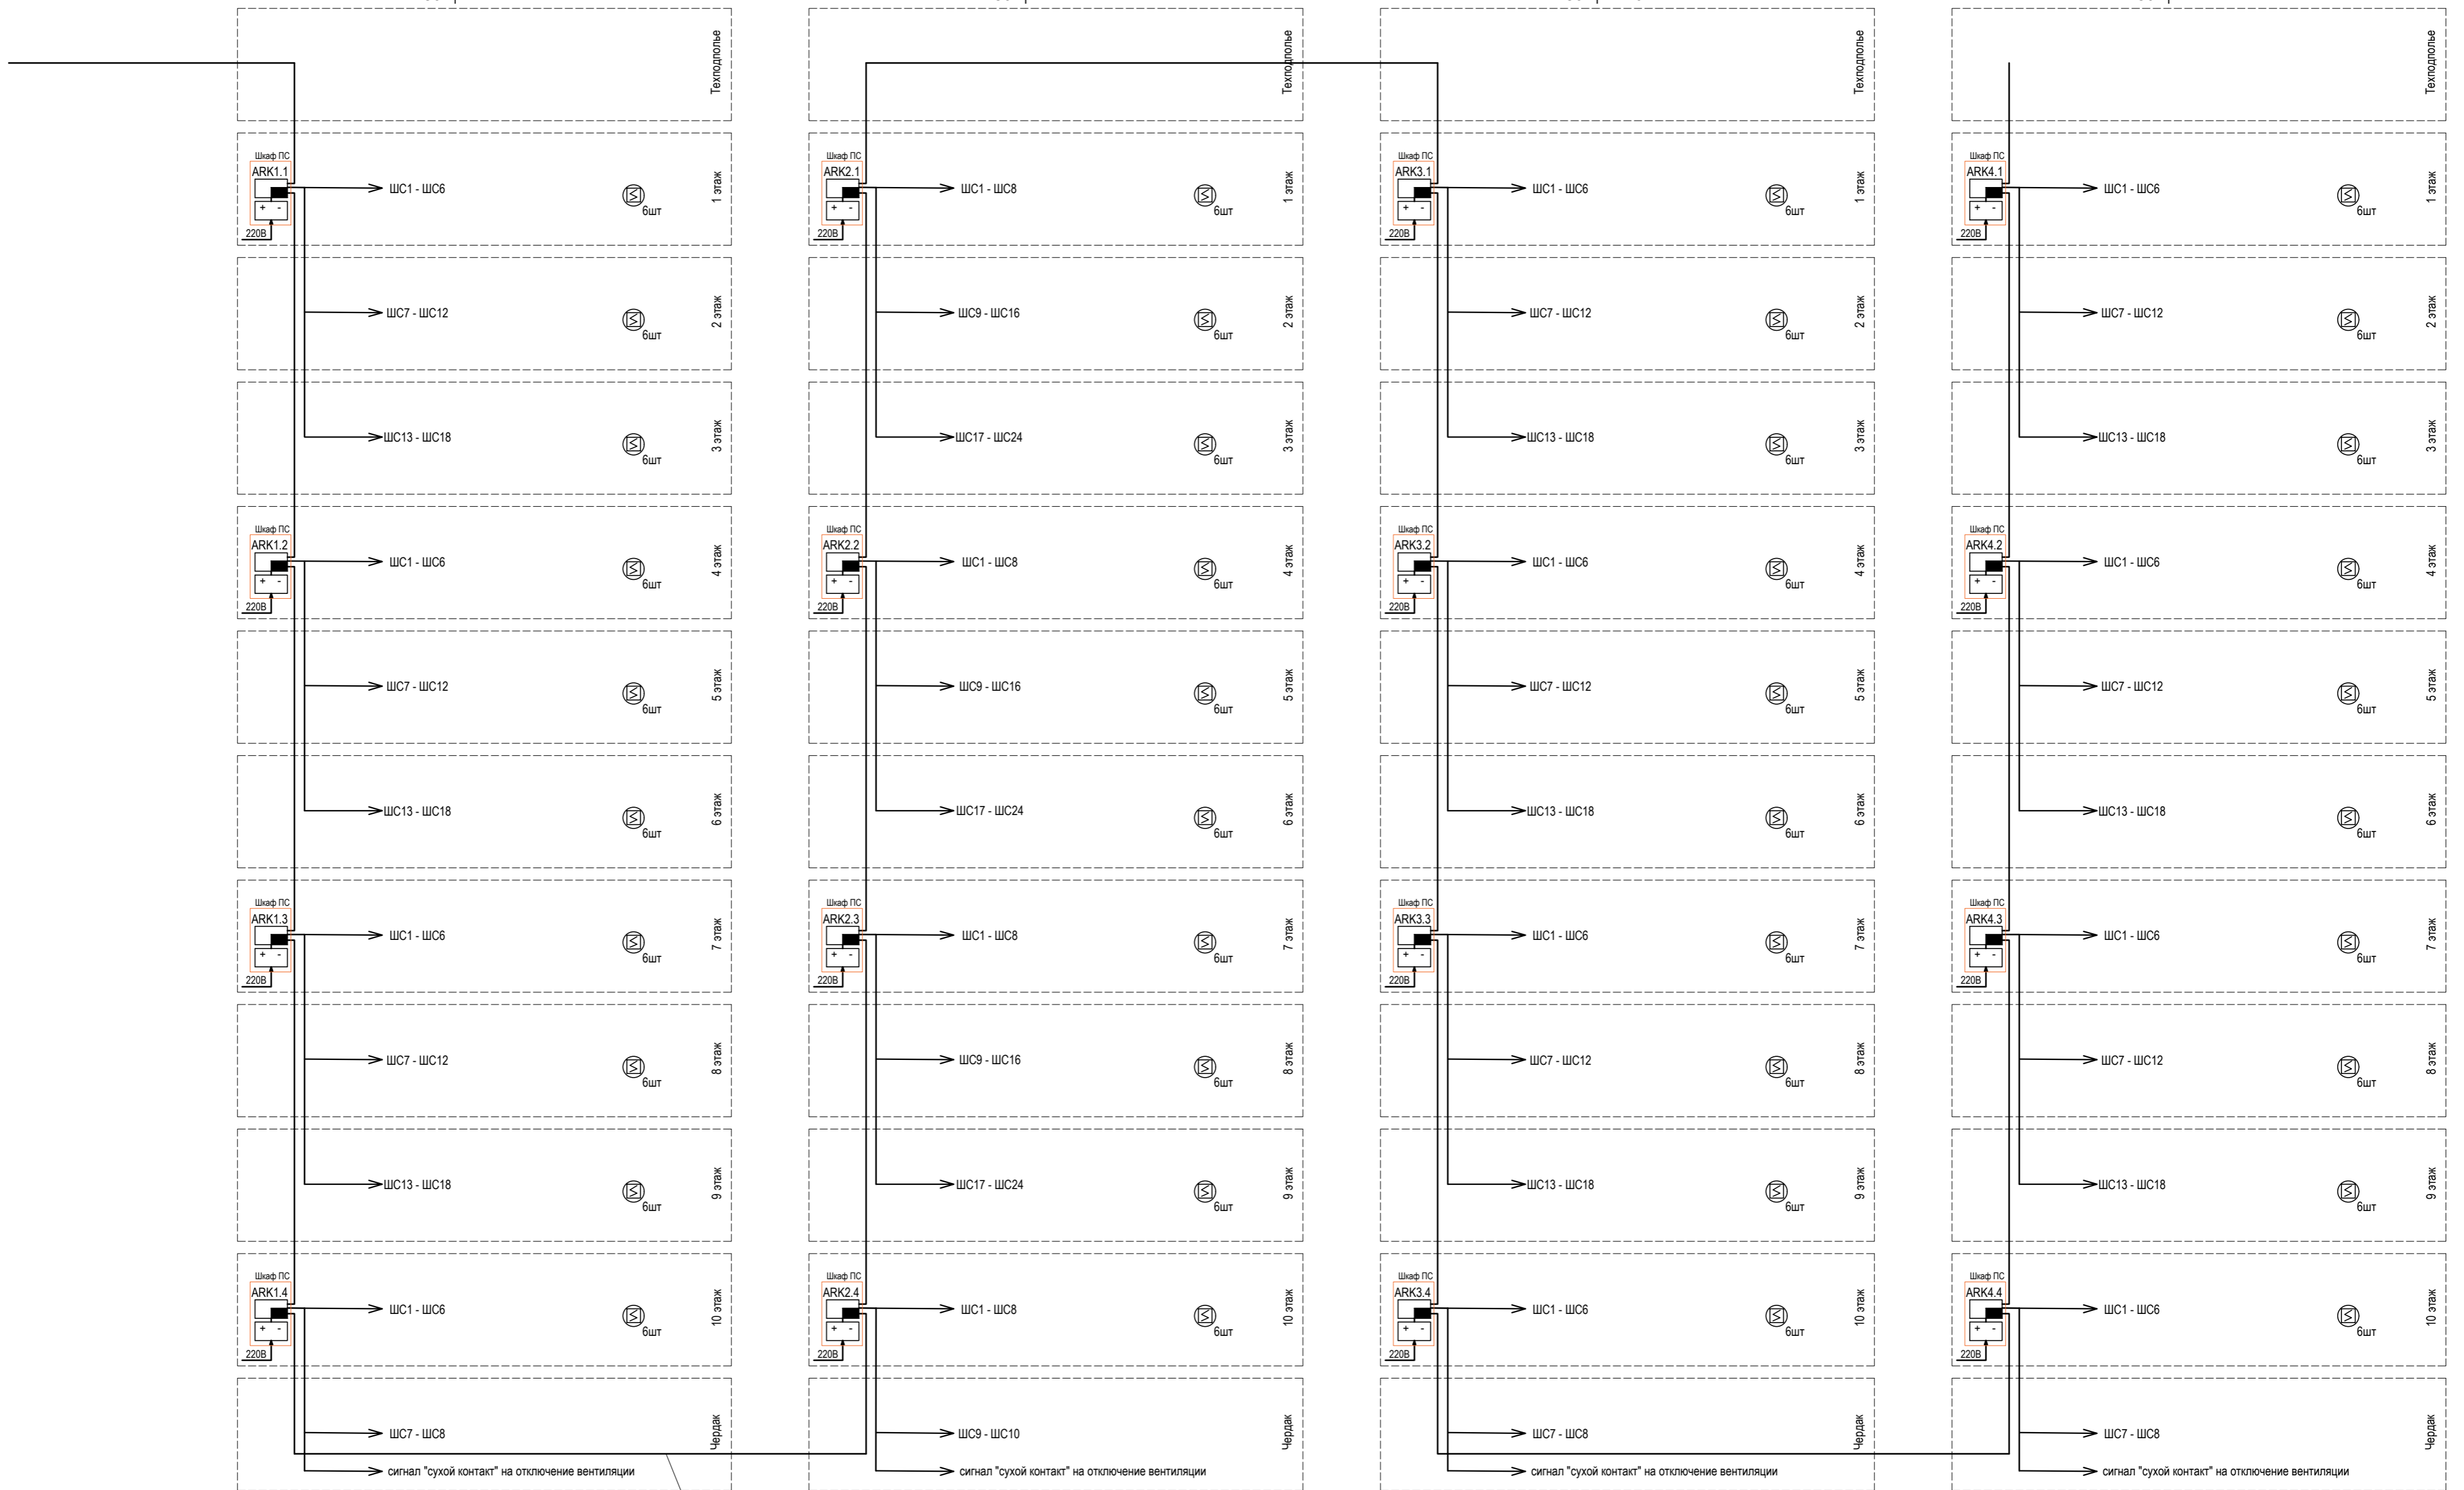 Техподполье
Техподполье
Техподполье
Техподполье
Шкаф ПС
ARK1.1
+ -
220В
ШС1 - ШС6
6шт
1 этаж
Шкаф ПС
ARK2.1
+ -
220В
ШС1 - ШС8
6шт
1 этаж
Шкаф ПС
ARK3.1
+ -
220В
ШС1 - ШС6
6шт
1 этаж
Шкаф ПС
ARK4.1
+ -
220В
ШС1 - ШС6
6шт
1 этаж
ШС7 - ШС12
6шт
2 этаж
ШС9 - ШС16
6шт
2 этаж
ШС7 - ШС12
6шт
2 этаж
ШС7 - ШС12
6шт
2 этаж
ШС13 - ШС18
6шт
3 этаж
ШС17 - ШС24
6шт
3 этаж
ШС13 - ШС18
6шт
3 этаж
ШС13 - ШС18
6шт
3 этаж
Шкаф ПС
ARK1.2
+ -
220В
ШС1 - ШС6
6шт
4 этаж
Шкаф ПС
ARK2.2
+ -
220В
ШС1 - ШС8
6шт
4 этаж
Шкаф ПС
ARK3.2
+ -
220В
ШС1 - ШС6
6шт
4 этаж
Шкаф ПС
ARK4.2
+ -
220В
ШС1 - ШС6
6шт
4 этаж
ШС7 - ШС12
6шт
5 этаж
ШС9 - ШС16
6шт
5 этаж
ШС7 - ШС12
6шт
5 этаж
ШС7 - ШС12
6шт
5 этаж
ШС13 - ШС18
6шт
6 этаж
ШС17 - ШС24
6шт
6 этаж
ШС13 - ШС18
6шт
6 этаж
ШС13 - ШС18
6шт
6 этаж
Шкаф ПС
ARK1.3
+ -
220В
ШС1 - ШС6
6шт
7 этаж
Шкаф ПС
ARK2.3
+ -
220В
ШС1 - ШС8
6шт
7 этаж
Шкаф ПС
ARK3.3
+ -
220В
ШС1 - ШС6
6шт
7 этаж
Шкаф ПС
ARK4.3
+ -
220В
ШС1 - ШС6
6шт
7 этаж
ШС7 - ШС12
6шт
8 этаж
ШС9 - ШС16
6шт
8 этаж
ШС7 - ШС12
6шт
8 этаж
ШС7 - ШС12
6шт
8 этаж
ШС13 - ШС18
6шт
9 этаж
ШС17 - ШС24
6шт
9 этаж
ШС13 - ШС18
6шт
9 этаж
ШС13 - ШС18
6шт
9 этаж
Шкаф ПС
ARK1.4
+ -
220В
ШС1 - ШС6
6шт
10 этаж
Шкаф ПС
ARK2.4
+ -
220В
ШС1 - ШС8
6шт
10 этаж
Шкаф ПС
ARK3.4
+ -
220В
ШС1 - ШС6
6шт
10 этаж
Шкаф ПС
ARK4.4
+ -
220В
ШС1 - ШС6
6шт
10 этаж
ШС7 - ШС8
Чердак
сигнал "сухой контакт" на отключение вентиляции
ШС9 - ШС10
Чердак
сигнал "сухой контакт" на отключение вентиляции
ШС7 - ШС8
Чердак
сигнал "сухой контакт" на отключение вентиляции
ШС7 - ШС8
Чердак
сигнал "сухой контакт" на отключение вентиляции